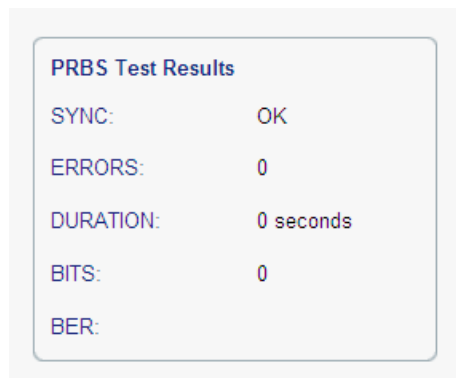 PRBS Test Results
SYNC: OK
ERRORS: 0
DURATION: 0 seconds
BITS: 0
BER: